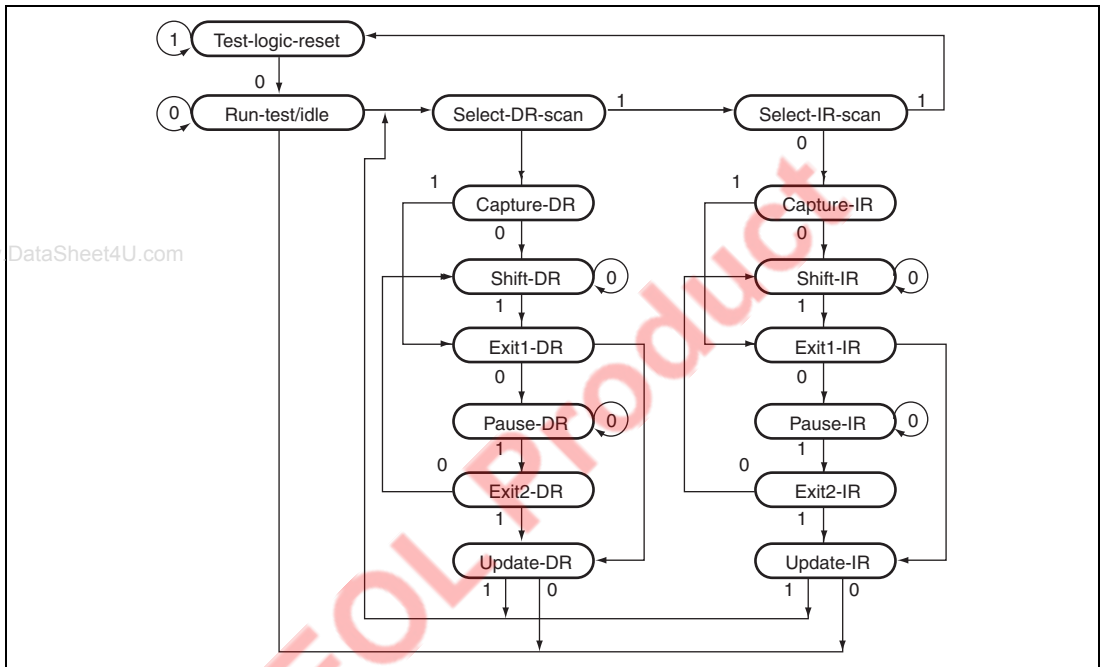 1
Test-logic-reset
0
0
Run-test/idle
Select-DR-scan
1
Select-IR-scan
1
0
1
Capture-DR
0
1
Capture-IR
0
DataSheet4U.com
Shift-DR
0
1
Shift-IR
0
1
Exit1-DR
0
Exit1-IR
0
Pause-DR
0
1
Pause-IR
0
1
0
Exit2-DR
1
0
Exit2-IR
1
Update-DR
1
0
Update-IR
1
0
EOL Product